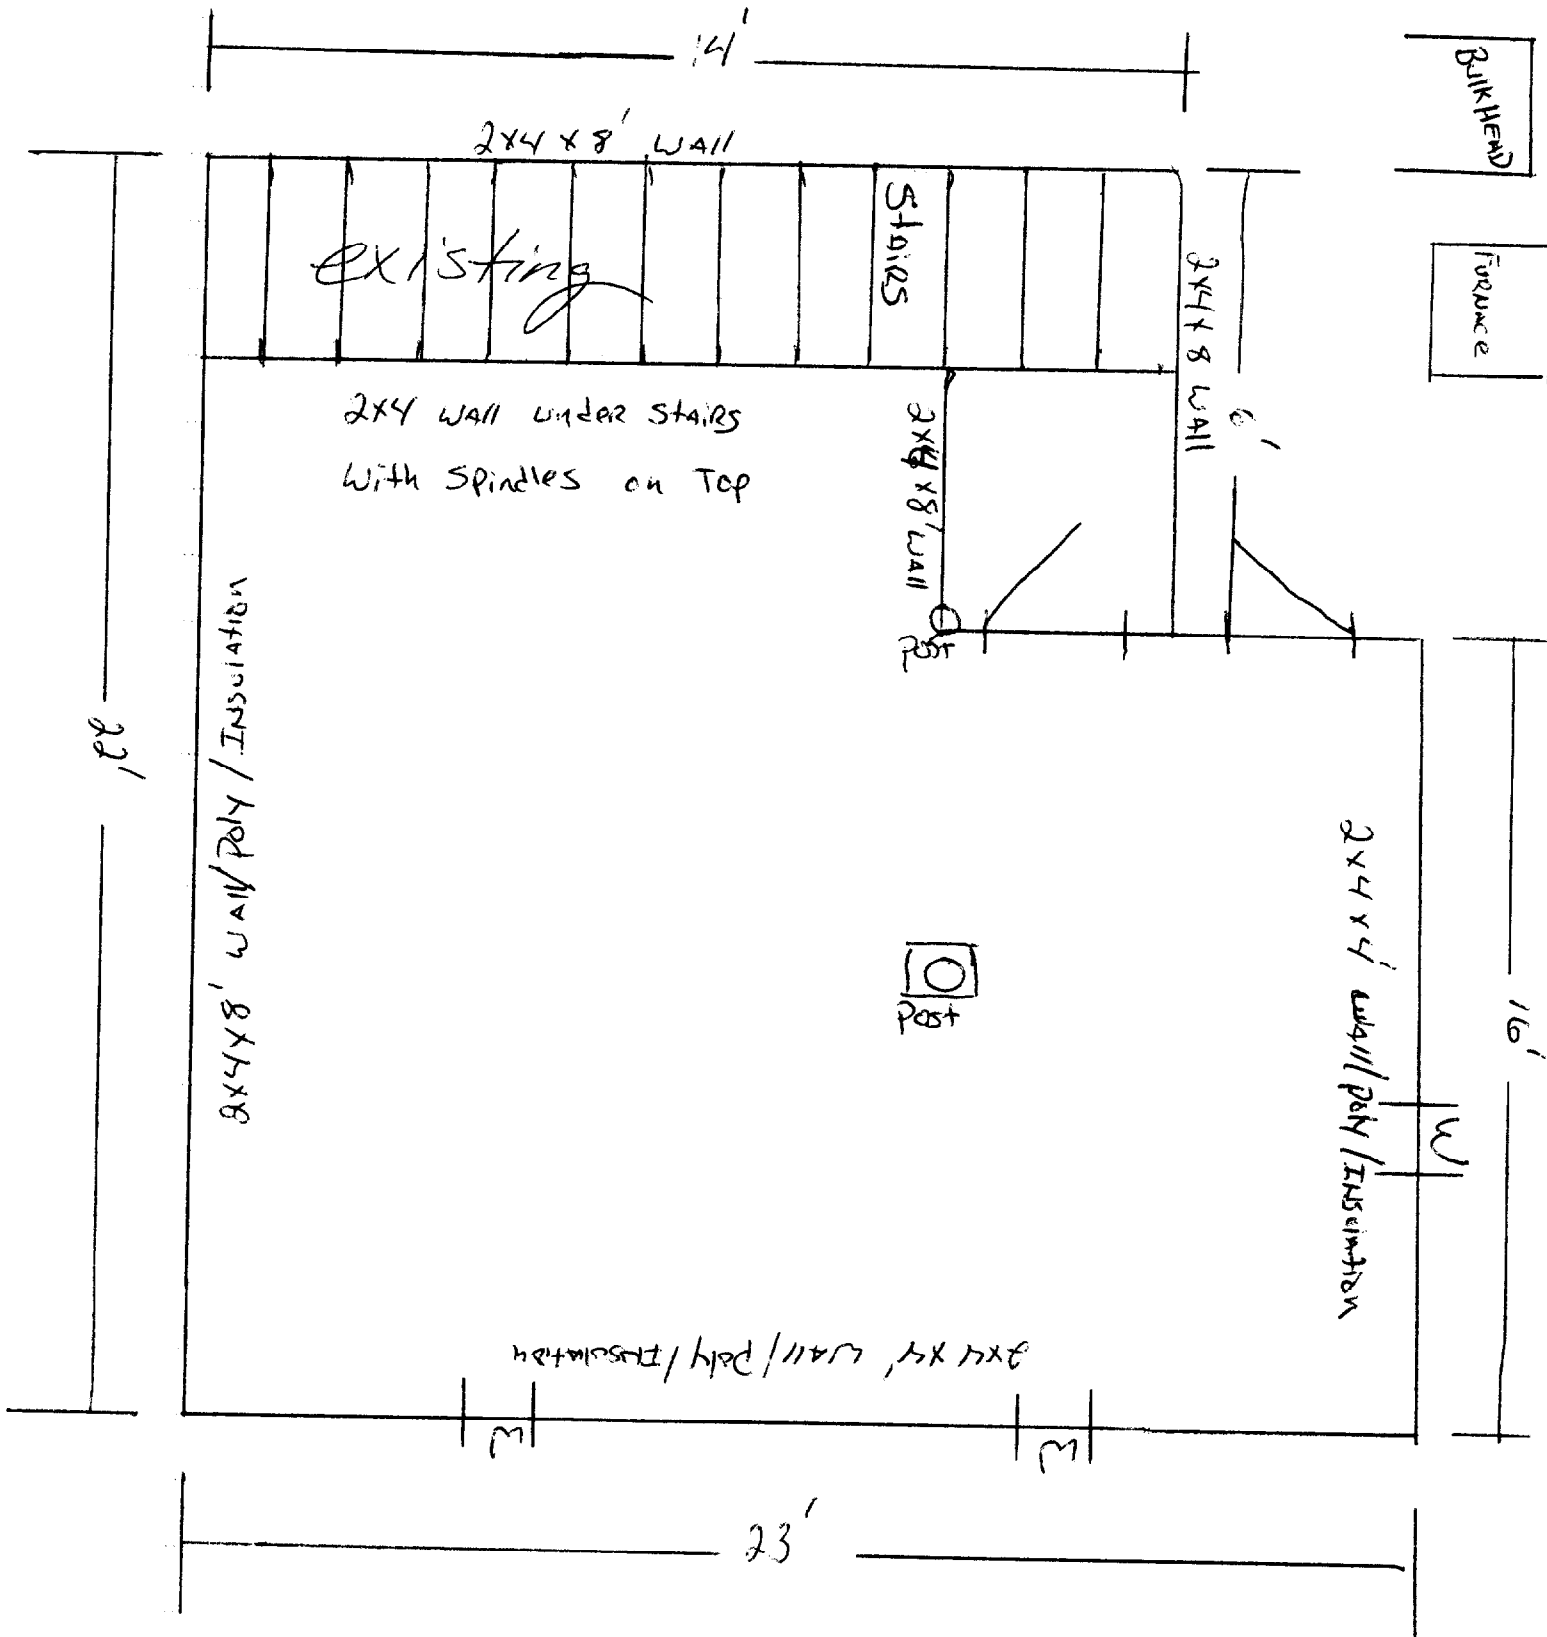 14'
BulKHEAD
2x4 x 8' WAll
Stairs
existing
2x4 x 8 WAll
FURNACE
6'
2x4 WAll under StAiRs
With Spindles on Top
2x4 x8' WAll
Post
2x4x8' WAll/Poly/INSulAtion
22'
2x4 x4' WAll/Poly/INSulAtion
16'
Post
W
2x4 x4' WAll/Poly/INSulAtion
W
W
23'